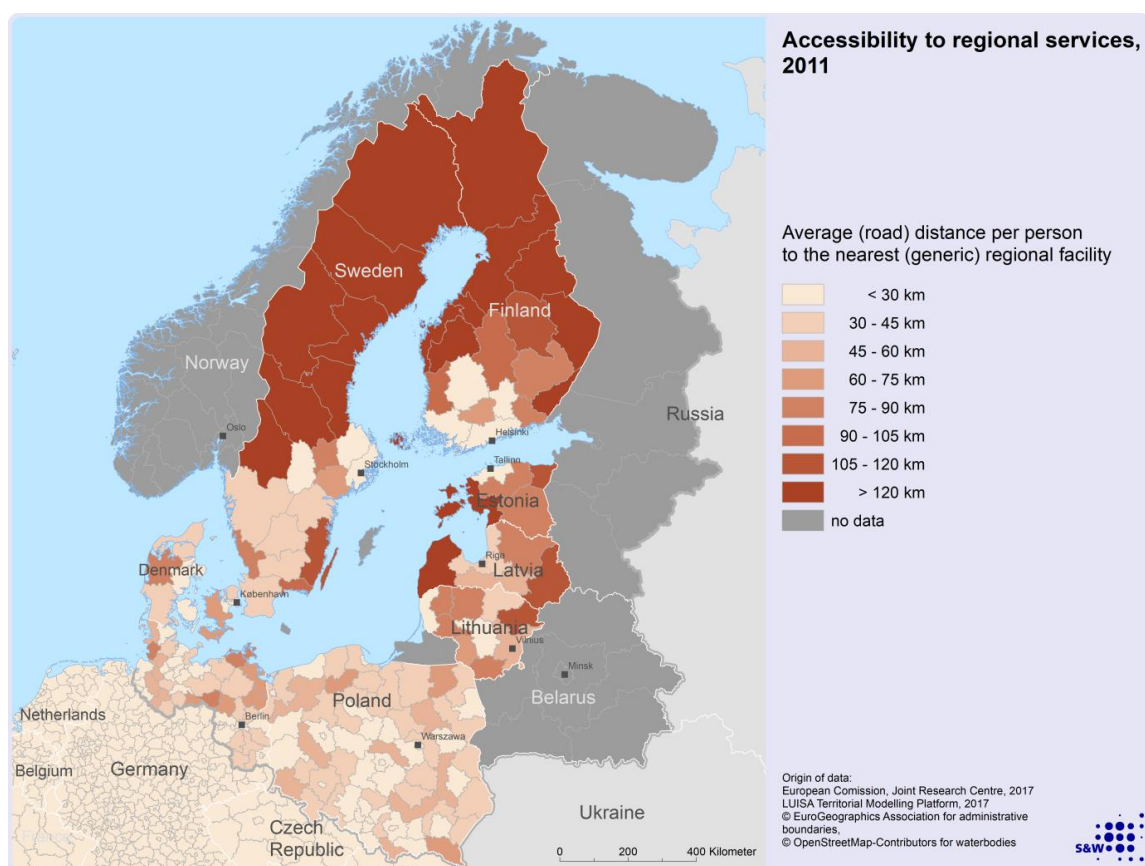 Accessibility to regional services,
2011
Average (road) distance per person
to the nearest (generic) regional facility
< 30 km
30 - 45 km
45 - 60 km
60 - 75 km
75 - 90 km
90 - 105 km
105 - 120 km
> 120 km
no data
Sweden
Finland
Norway
Oslo
Russia
Helsinki
Stockholm
Tallinn
Estonia
Riga
Latvia
Denmark
København
Lithuania
Vilnius
Minsk
Belarus
Poland
Netherlands
Berlin
Warszawa
Belgium
Germany
Ukraine
Czech
Republic
0 200 400 Kilometer
Origin of data:
European Comission, Joint Research Centre, 2017
LUISA Territorial Modelling Platform, 2017
© EuroGeographics Association for administrative
boundaries,
© OpenStreetMap-Contributors for waterbodies
S&W